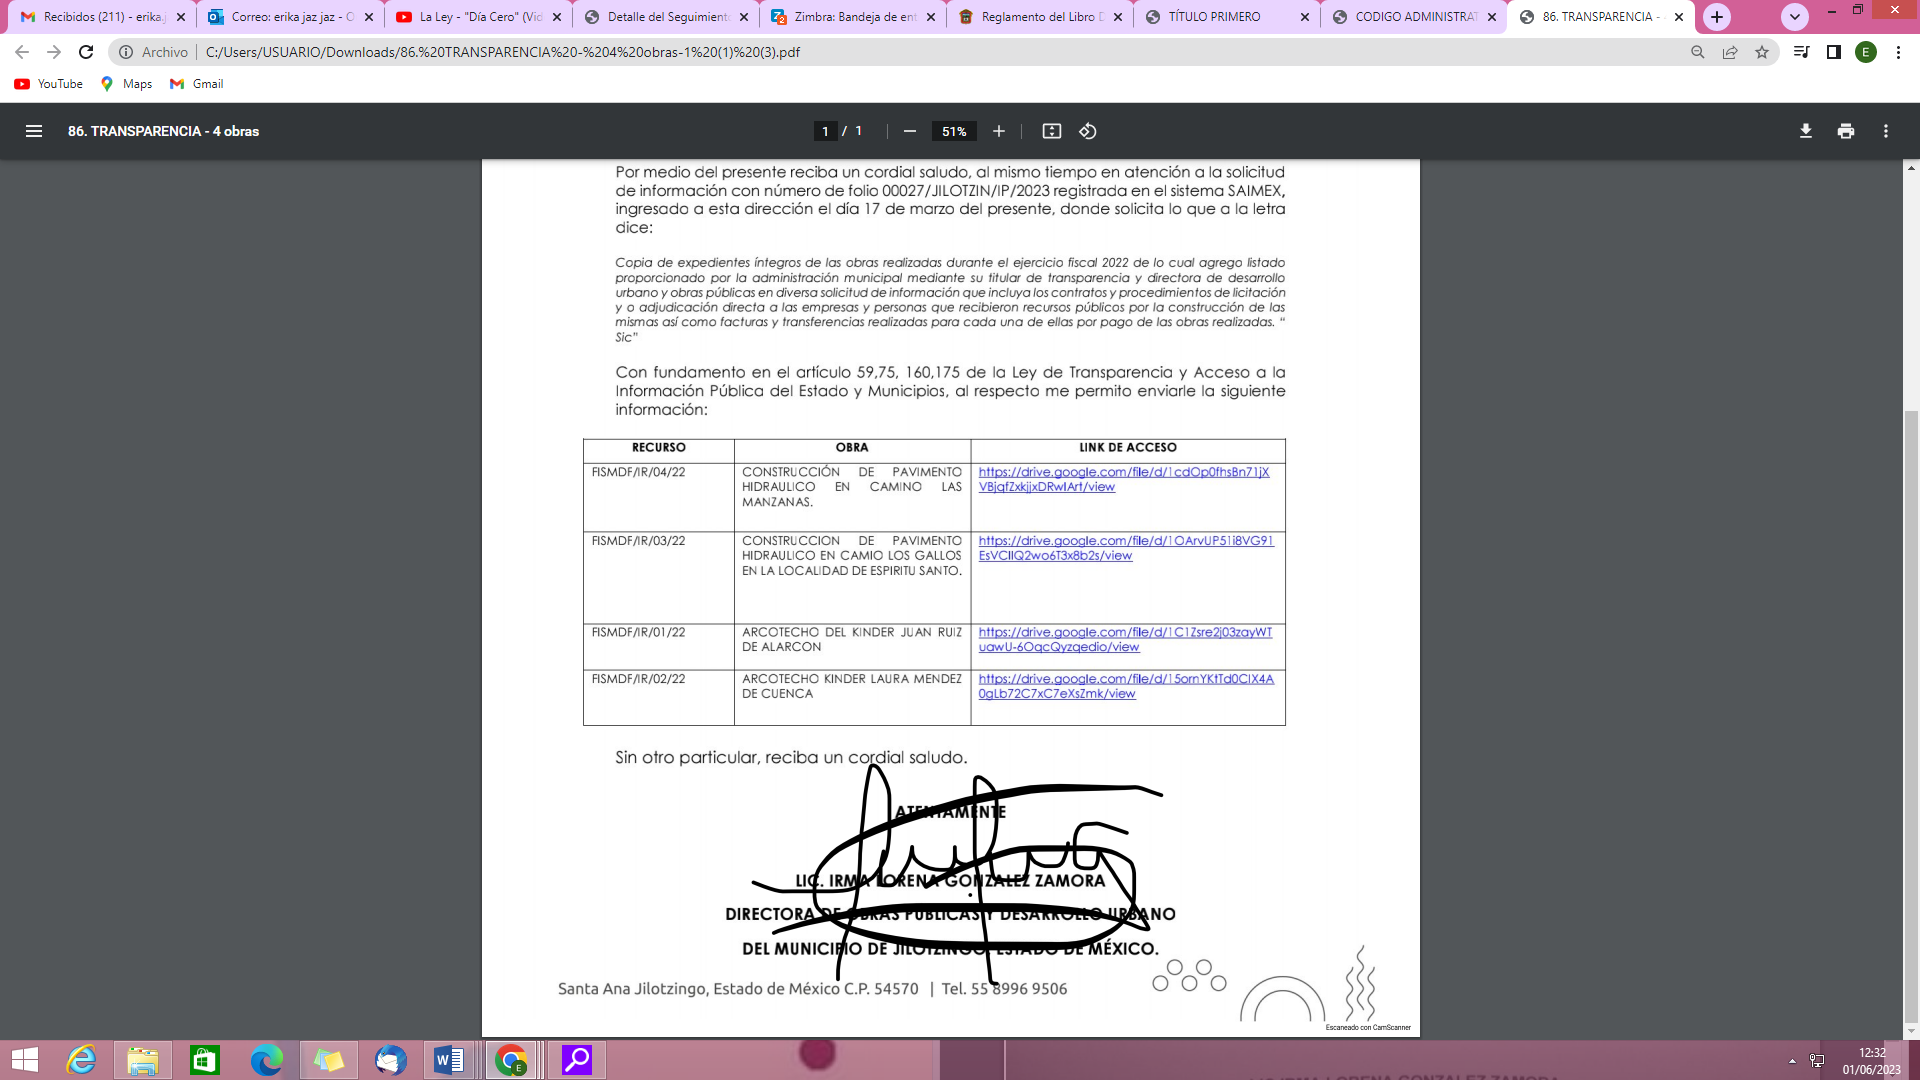 Recibidos (211) - erika.j
Correo: erika jaz jaz - O
La Ley - "Día Cero" (Vid
Detalle del Seguimiento
Zimbra: Bandeja de ent
Reglamento del Libro D
TÍTULO PRIMERO
CODIGO ADMINISTRAT
86. TRANSPARENCIA -
Archivo | C:/Users/USUARIO/Downloads/86.%20TRANSPARENCIA%20-%204%20obras-1%20(1)%20(3).pdf
E
YouTube Maps Gmail
86. TRANSPARENCIA - 4 obras
1 / 1
51%
Por medio del presente reciba un cordial saludo, al mismo tiempo en atención a la solicitud
de información con número de folio 00027/JILOTZIN/IP/2023 registrada en el sistema SAIMEX,
ingresado a esta dirección el día 17 de marzo del presente, donde solicita lo que a la letra
dice:
Copia de expedientes íntegros de las obras realizadas durante el ejercicio fiscal 2022 de lo cual agrego listado
proporcionado por la administración municipal mediante su titular de transparencia y directora de desarrollo
urbano y obras públicas en diversa solicitud de información que incluya los contratos y procedimientos de licitación
y o adjudicación directa a las empresas y personas que recibieron recursos públicos por la construcción de las
mismas así como facturas y transferencias realizadas para cada una de ellas por pago de las obras realizadas. "
Sic"
Con fundamento en el artículo 59,75, 160,175 de la Ley de Transparencia y Acceso a la
Información Pública del Estado y Municipios, al respecto me permito enviarle la siguiente
información:
RECURSO OBRA LINK DE ACCESO
FISMDF/IR/04/22
CONSTRUCCIÓN DE PAVIMENTO
HIDRAULICO EN CAMINO LAS
MANZANAS.
https://drive.google.com/file/d/1cdOp0fhsBn71jX
VBjqfZxkjjxDRwIArf/view
FISMDF/IR/03/22
CONSTRUCCION DE PAVIMENTO
HIDRAULICO EN CAMIO LOS GALLOS
EN LA LOCALIDAD DE ESPIRITU SANTO.
https://drive.google.com/file/d/1OArvUP51i8VG91
EsVCIlQ2wo6T3x8b2s/view
FISMDF/IR/01/22
ARCOTECHO DEL KINDER JUAN RUIZ
DE ALARCON
https://drive.google.com/file/d/1C1Zsre2j03zayWT
uawU-6OqcQyzqedio/view
FISMDF/IR/02/22
ARCOTECHO KINDER LAURA MENDEZ
DE CUENCA
https://drive.google.com/file/d/15ornYKfTd0CIX4A
0gLb72C7xC7eXsZmk/view
Sin otro particular, reciba un cordial saludo.
ATENTAMENTE
LIC. IRMA LORENA GONZALEZ ZAMORA
DIRECTORA DE OBRAS PUBLICAS Y DESARROLLO URBANO
DEL MUNICIPIO DE JILOTZINGO, ESTADO DE MÉXICO.
Santa Ana Jilotzingo, Estado de México C.P. 54570 | Tel. 55 8996 9506
Escaneado con CamScanner
12:32
01/06/2023